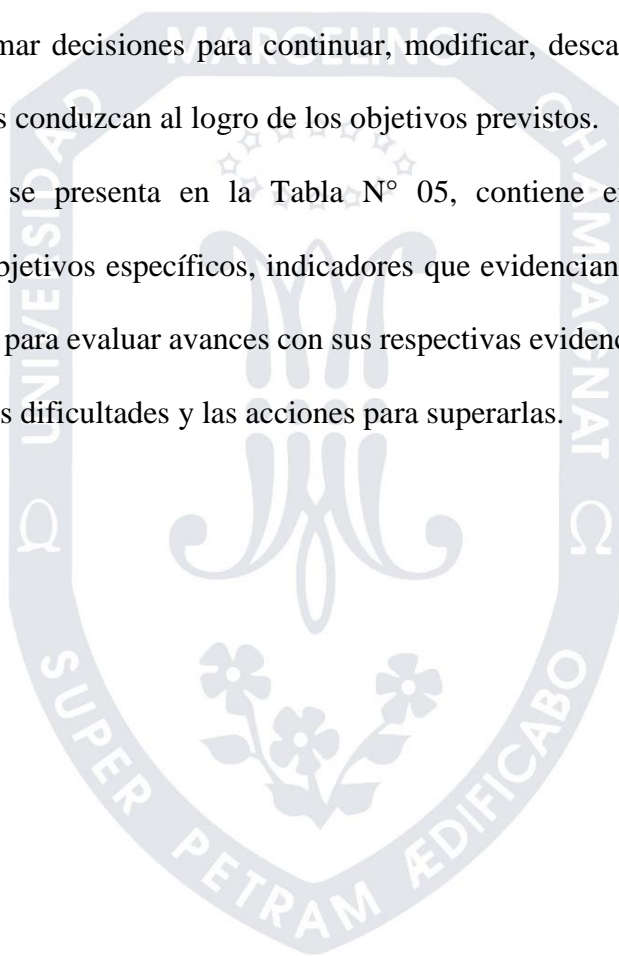 mar decisiones para continuar, modificar, desca
s conduzcan al logro de los objetivos previstos.
se presenta en la Tabla N° 05, contiene e
bjetivos específicos, indicadores que evidencian
para evaluar avances con sus respectivas evidenc
s dificultades y las acciones para superarlas.
UNIVERSIDAD
MARCELINO
CHAMPAGNAT
Ω
Ω
SUPER PETRAM ÆDIFICABO